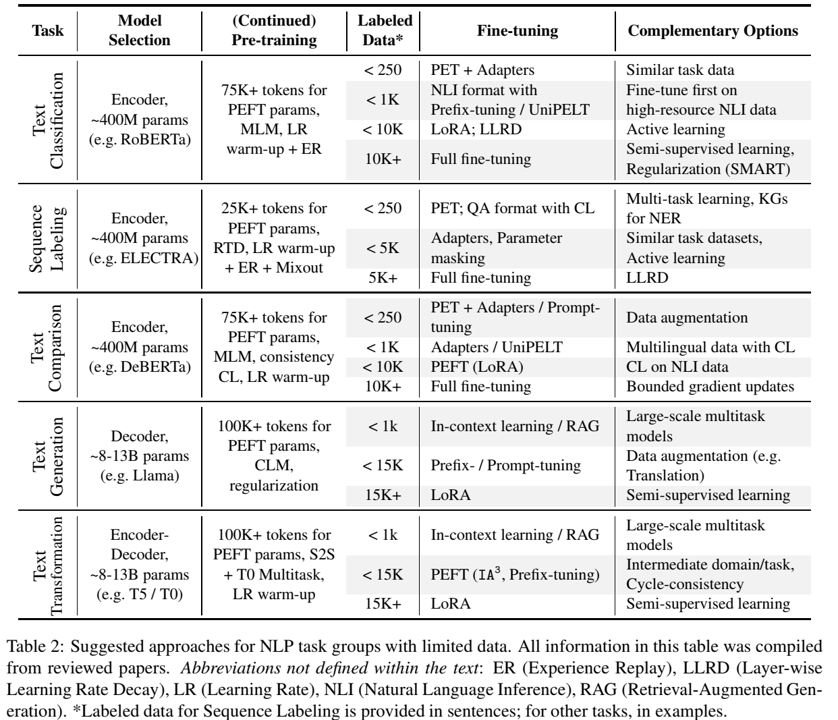 Task
Model Selection
(Continued) Pre-training
Labeled Data*
Fine-tuning
Complementary Options
Text Classification
Encoder,
~400M params
(e.g. RoBERTa)
75K+ tokens for
PEFT params,
MLM, LR
warm-up + ER
< 250
PET + Adapters
Similar task data
< 1K
NLI format with
Prefix-tuning / UniPELT
Fine-tune first on
high-resource NLI data
< 10K
LoRA; LLRD
Active learning
10K+
Full fine-tuning
Semi-supervised learning,
Regularization (SMART)
Sequence Labeling
Encoder,
~400M params
(e.g. ELECTRA)
25K+ tokens for
PEFT params,
RTD, LR warm-up
+ ER + Mixout
< 250
PET; QA format with CL
Multi-task learning, KGs
for NER
< 5K
Adapters, Parameter
masking
Similar task datasets,
Active learning
5K+
Full fine-tuning
LLRD
Text Comparison
Encoder,
~400M params
(e.g. DeBERTa)
75K+ tokens for
PEFT params,
MLM, consistency
CL, LR warm-up
< 250
PET + Adapters / Prompt-
tuning
Data augmentation
< 1K
Adapters / UniPELT
Multilingual data with CL
< 10K
PEFT (LoRA)
CL on NLI data
10K+
Full fine-tuning
Bounded gradient updates
Text Generation
Decoder,
~8-13B params
(e.g. Llama)
100K+ tokens for
PEFT params,
CLM,
regularization
< 1k
In-context learning / RAG
Large-scale multitask
models
< 15K
Prefix- / Prompt-tuning
Data augmentation (e.g.
Translation)
15K+
LoRA
Semi-supervised learning
Text Transformation
Encoder-
Decoder,
~8-13B params
(e.g. T5 / T0)
100K+ tokens for
PEFT params, S2S
+ T0 Multitask,
LR warm-up
< 1k
In-context learning / RAG
Large-scale multitask
models
< 15K
PEFT (IA³, Prefix-tuning)
Intermediate domain/task,
Cycle-consistency
15K+
LoRA
Semi-supervised learning
Table 2: Suggested approaches for NLP task groups with limited data. All information in this table was compiled
from reviewed papers. Abbreviations not defined within the text: ER (Experience Replay), LLRD (Layer-wise
Learning Rate Decay), LR (Learning Rate), NLI (Natural Language Inference), RAG (Retrieval-Augmented Gen-
eration). *Labeled data for Sequence Labeling is provided in sentences; for other tasks, in examples.